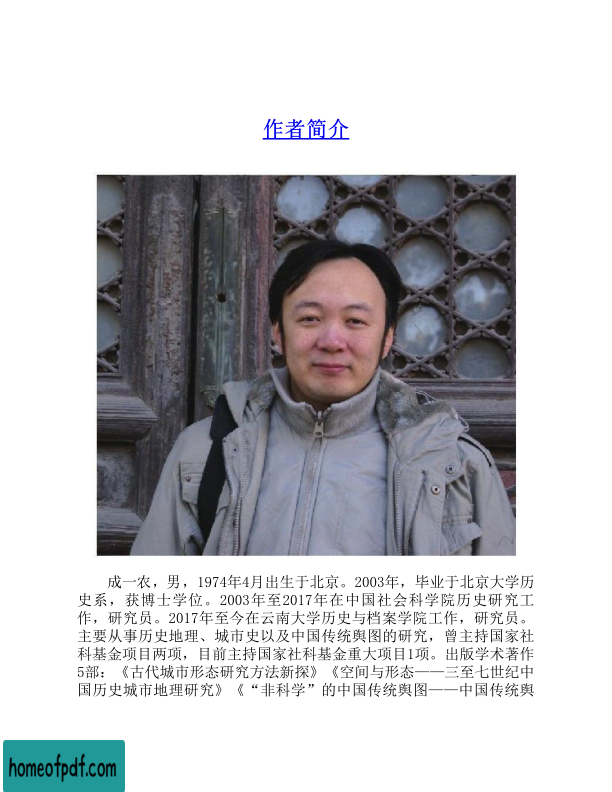 作者简介
成一农，男，1974年4月出生于北京。2003年，毕业于北京大学历
史系，获博士学位。2003年至2017年在中国社会科学院历史研究工
作，研究员。2017年至今在云南大学历史与档案学院工作，研究员。
主要从事历史地理、城市史以及中国传统舆图的研究，曾主持国家社
科基金项目两项，目前主持国家社科基金重大项目1项。出版学术著作
5部：《古代城市形态研究方法新探》《空间与形态——三至七世纪中
国历史城市地理研究》《“非科学”的中国传统舆图——中国传统舆
homeofpdf.com